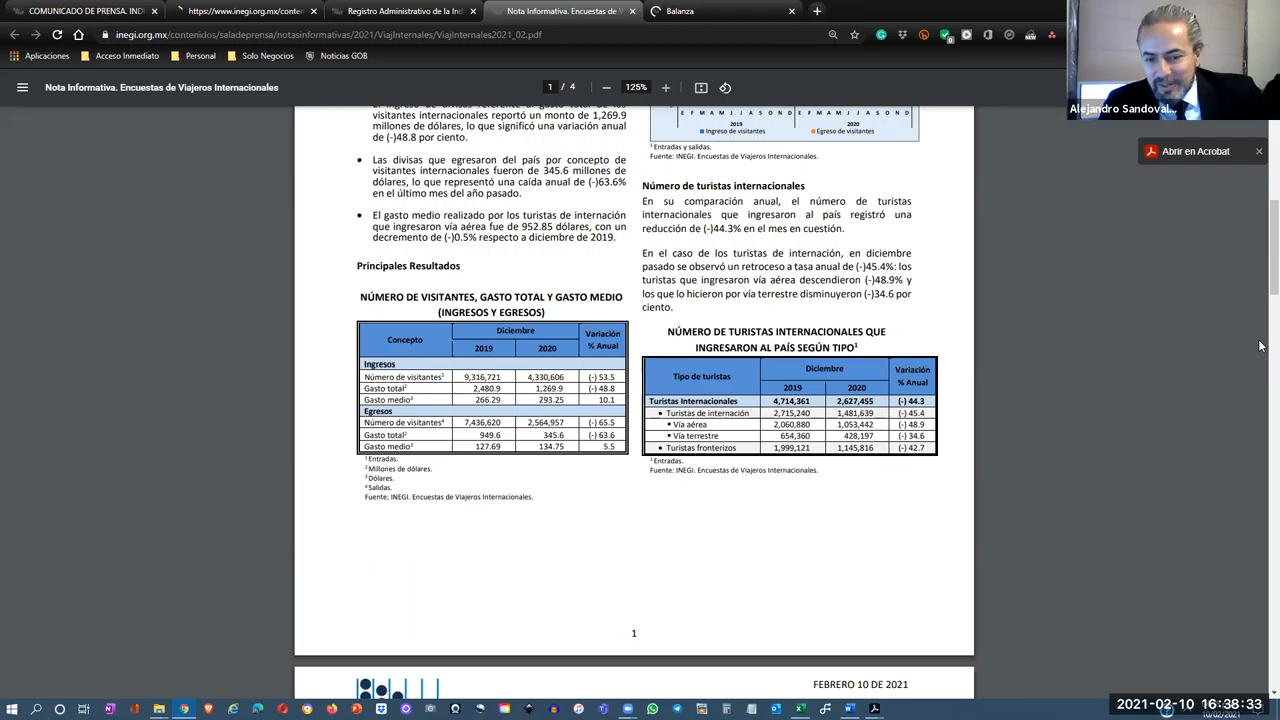 COMUNICADO DE PRENSA, INDI
https://www.inegi.org.mx/conten
Registro Administrativo de la Ind
Nota Informativa. Encuestas de V
Balanza
inegi.org.mx/contenidos/saladeprensa/notasinformativas/2021/ViajInternales/ViajInternales2021_02.pdf
Aplicaciones
Acceso Inmediato
Personal
Solo Negocios
Noticias GOB
Nota Informativa. Encuestas de Viajeros Internacionales
1 / 4
125%
Alejandro Sandoval...
Abrir en Acrobat
visitantes internacionales reportó un monto de 1,269.9
millones de dólares, lo que significó una variación anual
de (-)48.8 por ciento.
• Las divisas que egresaron del país por concepto de
visitantes internacionales fueron de 345.6 millones de
dólares, lo que representó una caída anual de (-)63.6%
en el último mes del año pasado.
• El gasto medio realizado por los turistas de internación
que ingresaron vía aérea fue de 952.85 dólares, con un
decremento de (-)0.5% respecto a diciembre de 2019.
Principales Resultados
NÚMERO DE VISITANTES, GASTO TOTAL Y GASTO MEDIO
(INGRESOS Y EGRESOS)
Concepto Diciembre Variación % Anual
2019 2020
Ingresos
Número de visitantes¹ 9,316,721 4,330,606 (-) 53.5
Gasto total² 2,480.9 1,269.9 (-) 48.8
Gasto medio³ 266.29 293.25 10.1
Egresos
Número de visitantes⁴ 7,436,620 2,564,957 (-) 65.5
Gasto total² 949.6 345.6 (-) 63.6
Gasto medio³ 127.69 134.75 5.5
¹ Entradas.
² Millones de dólares.
³ Dólares.
⁴ Salidas.
Fuente: INEGI. Encuestas de Viajeros Internacionales.
E F M A M J J A S O N D E F M A M J J A S O N D
2019 2020
Ingreso de visitantes Egreso de visitantes
¹ Entradas y salidas.
Fuente: INEGI. Encuestas de Viajeros Internacionales.
Número de turistas internacionales
En su comparación anual, el número de turistas
internacionales que ingresaron al país registró una
reducción de (-)44.3% en el mes en cuestión.
En el caso de los turistas de internación, en diciembre
pasado se observó un retroceso a tasa anual de (-)45.4%: los
turistas que ingresaron vía aérea descendieron (-)48.9% y
los que lo hicieron por vía terrestre disminuyeron (-)34.6 por
ciento.
NÚMERO DE TURISTAS INTERNACIONALES QUE
INGRESARON AL PAÍS SEGÚN TIPO¹
Tipo de turistas Diciembre Variación % Anual
2019 2020
Turistas Internacionales 4,714,361 2,627,455 (-) 44.3
• Turistas de internación 2,715,240 1,481,639 (-) 45.4
▪ Vía aérea 2,060,880 1,053,442 (-) 48.9
▪ Vía terrestre 654,360 428,197 (-) 34.6
• Turistas fronterizos 1,999,121 1,145,816 (-) 42.7
¹ Entradas.
Fuente: INEGI. Encuestas de Viajeros Internacionales.
1
FEBRERO 10 DE 2021
2021-02-10 16:38:33
10/02/2021